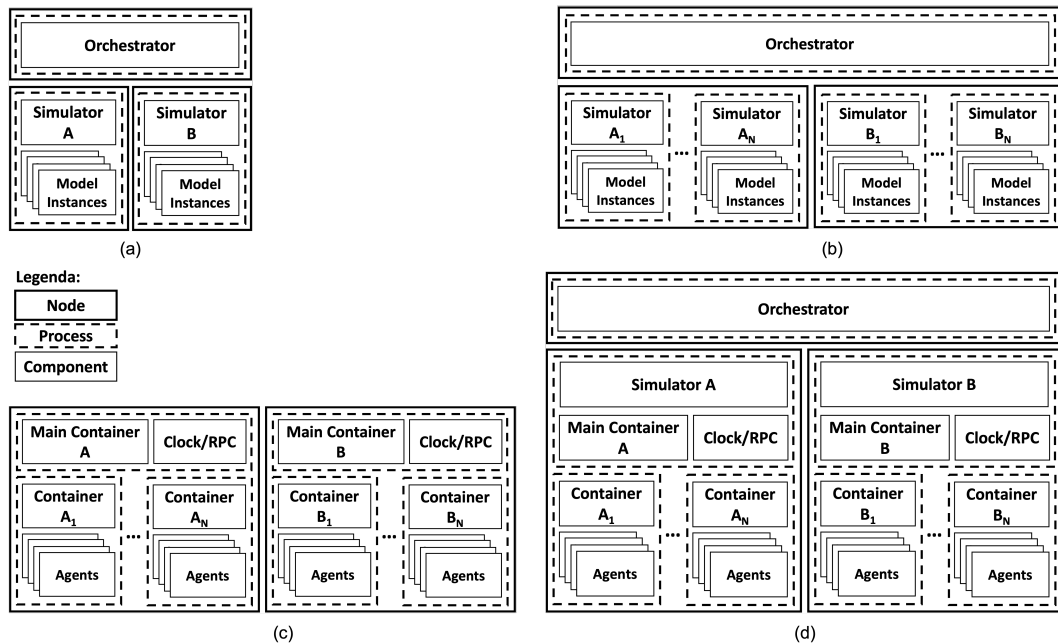 Orchestrator
Simulator
A
Model
Instances
Simulator
B
Model
Instances
(a)
Orchestrator
Simulator
A1
Model
Instances
...
Simulator
AN
Model
Instances
Simulator
B1
Model
Instances
...
Simulator
BN
Model
Instances
(b)
Legenda:
Node
Process
Component
Main Container
A
Clock/RPC
Container
A1
Agents
...
Container
AN
Agents
Main Container
B
Clock/RPC
Container
B1
Agents
...
Container
BN
Agents
(c)
Orchestrator
Simulator A
Main Container
A
Clock/RPC
Container
A1
Agents
...
Container
AN
Agents
Simulator B
Main Container
B
Clock/RPC
Container
B1
Agents
...
Container
BN
Agents
(d)